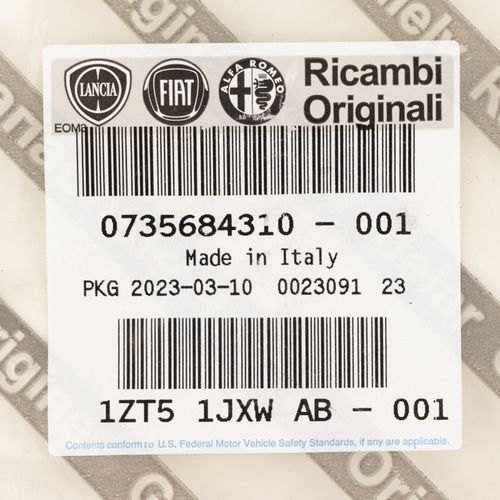 LANCIA
FIAT
ALFA ROMEO
Ricambi
Originali
0735684310 - 001
Made in Italy
PKG 2023-03-10 0023091 23
1ZT5 1JXW AB - 001
Contents conform to U.S. Federal Motor Vehicle Safety Standards, if any are applicable.